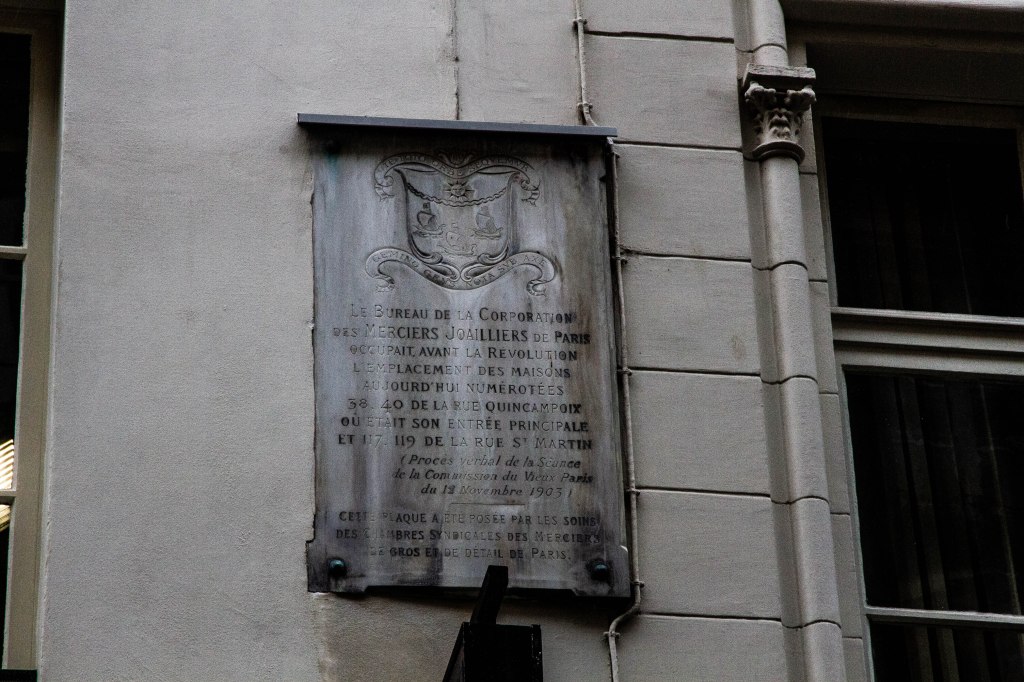 LE BUREAU DE LA CORPORATION
DES MERCIERS JOAILLIERS DE PARIS
OCCUPAIT, AVANT LA REVOLUTION
L'EMPLACEMENT DES MAISONS
AUJOURD'HUI NUMÉROTÉES
38. 40 DE LA RUE QUINCAMPOIX
OÙ ÉTAIT SON ENTRÉE PRINCIPALE
ET 117. 119 DE LA RUE ST MARTIN
(Procès verbal de la Séance
de la Commission du Vieux Paris
du 12 Novembre 1903)
CETTE PLAQUE A ÉTÉ POSÉE PAR LES SOINS
DES CHAMBRES SYNDICALES DES MERCIERS
DE GROS ET DE DÉTAIL DE PARIS.